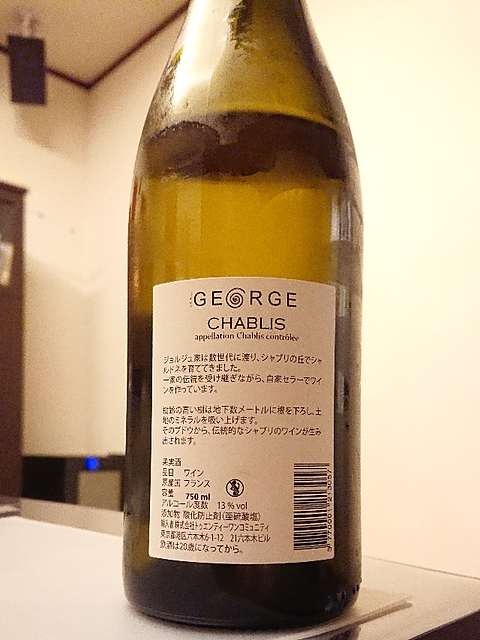 GEORGE
CHABLIS
appellation Chablis contrôlée
ジョルジュ家は数世代に渡り、シャブリの丘でシャ
ルドネを育ててきました。
一家の伝統を受け継ぎながら、自家セラーでワイ
ンを作っています。
樹齢の高い樹は地下数メートルに根を下ろし、土
地のミネラルを吸い上げます。
そのブドウから、伝統的なシャブリのワインが生み
出されます。
果実酒
品目 ワイン
原産国 フランス
容量 750 ml
アルコール度数 13 % vol
添加物 酸化防止剤(亜硫酸塩)
輸入者 株式会社トゥエンティーワンコミュニティ
東京都港区六本木6-1-12 21六本木ビル
飲酒は20歳になってから。